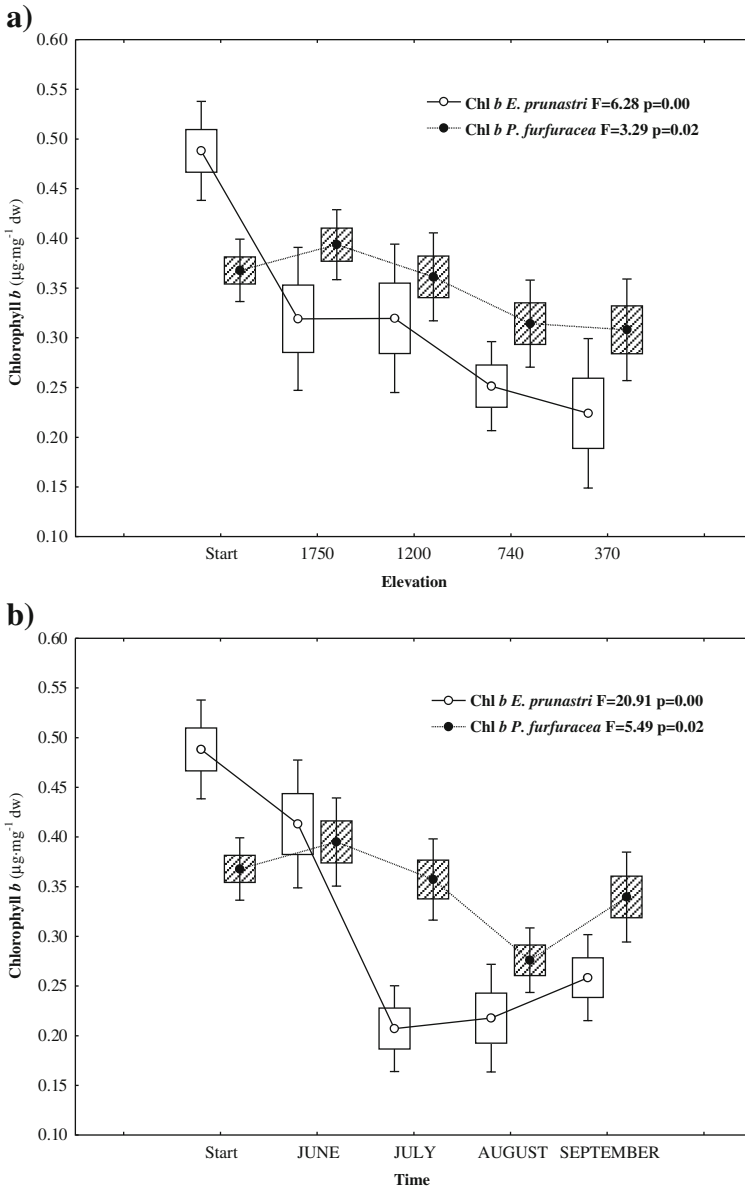 a)
0.60
0.55
0.50
0.45
0.40
0.35
0.30
0.25
0.20
0.15
0.10
Chlorophyll b (µg·mg⁻¹ dw)
Chl b E. prunastri F=6.28 p=0.00
Chl b P. furfuracea F=3.29 p=0.02
Start 1750 1200 740 370
Elevation
b)
0.60
0.55
0.50
0.45
0.40
0.35
0.30
0.25
0.20
0.15
0.10
Chlorophyll b (µg·mg⁻¹ dw)
Chl b E. prunastri F=20.91 p=0.00
Chl b P. furfuracea F=5.49 p=0.02
Start JUNE JULY AUGUST SEPTEMBER
Time